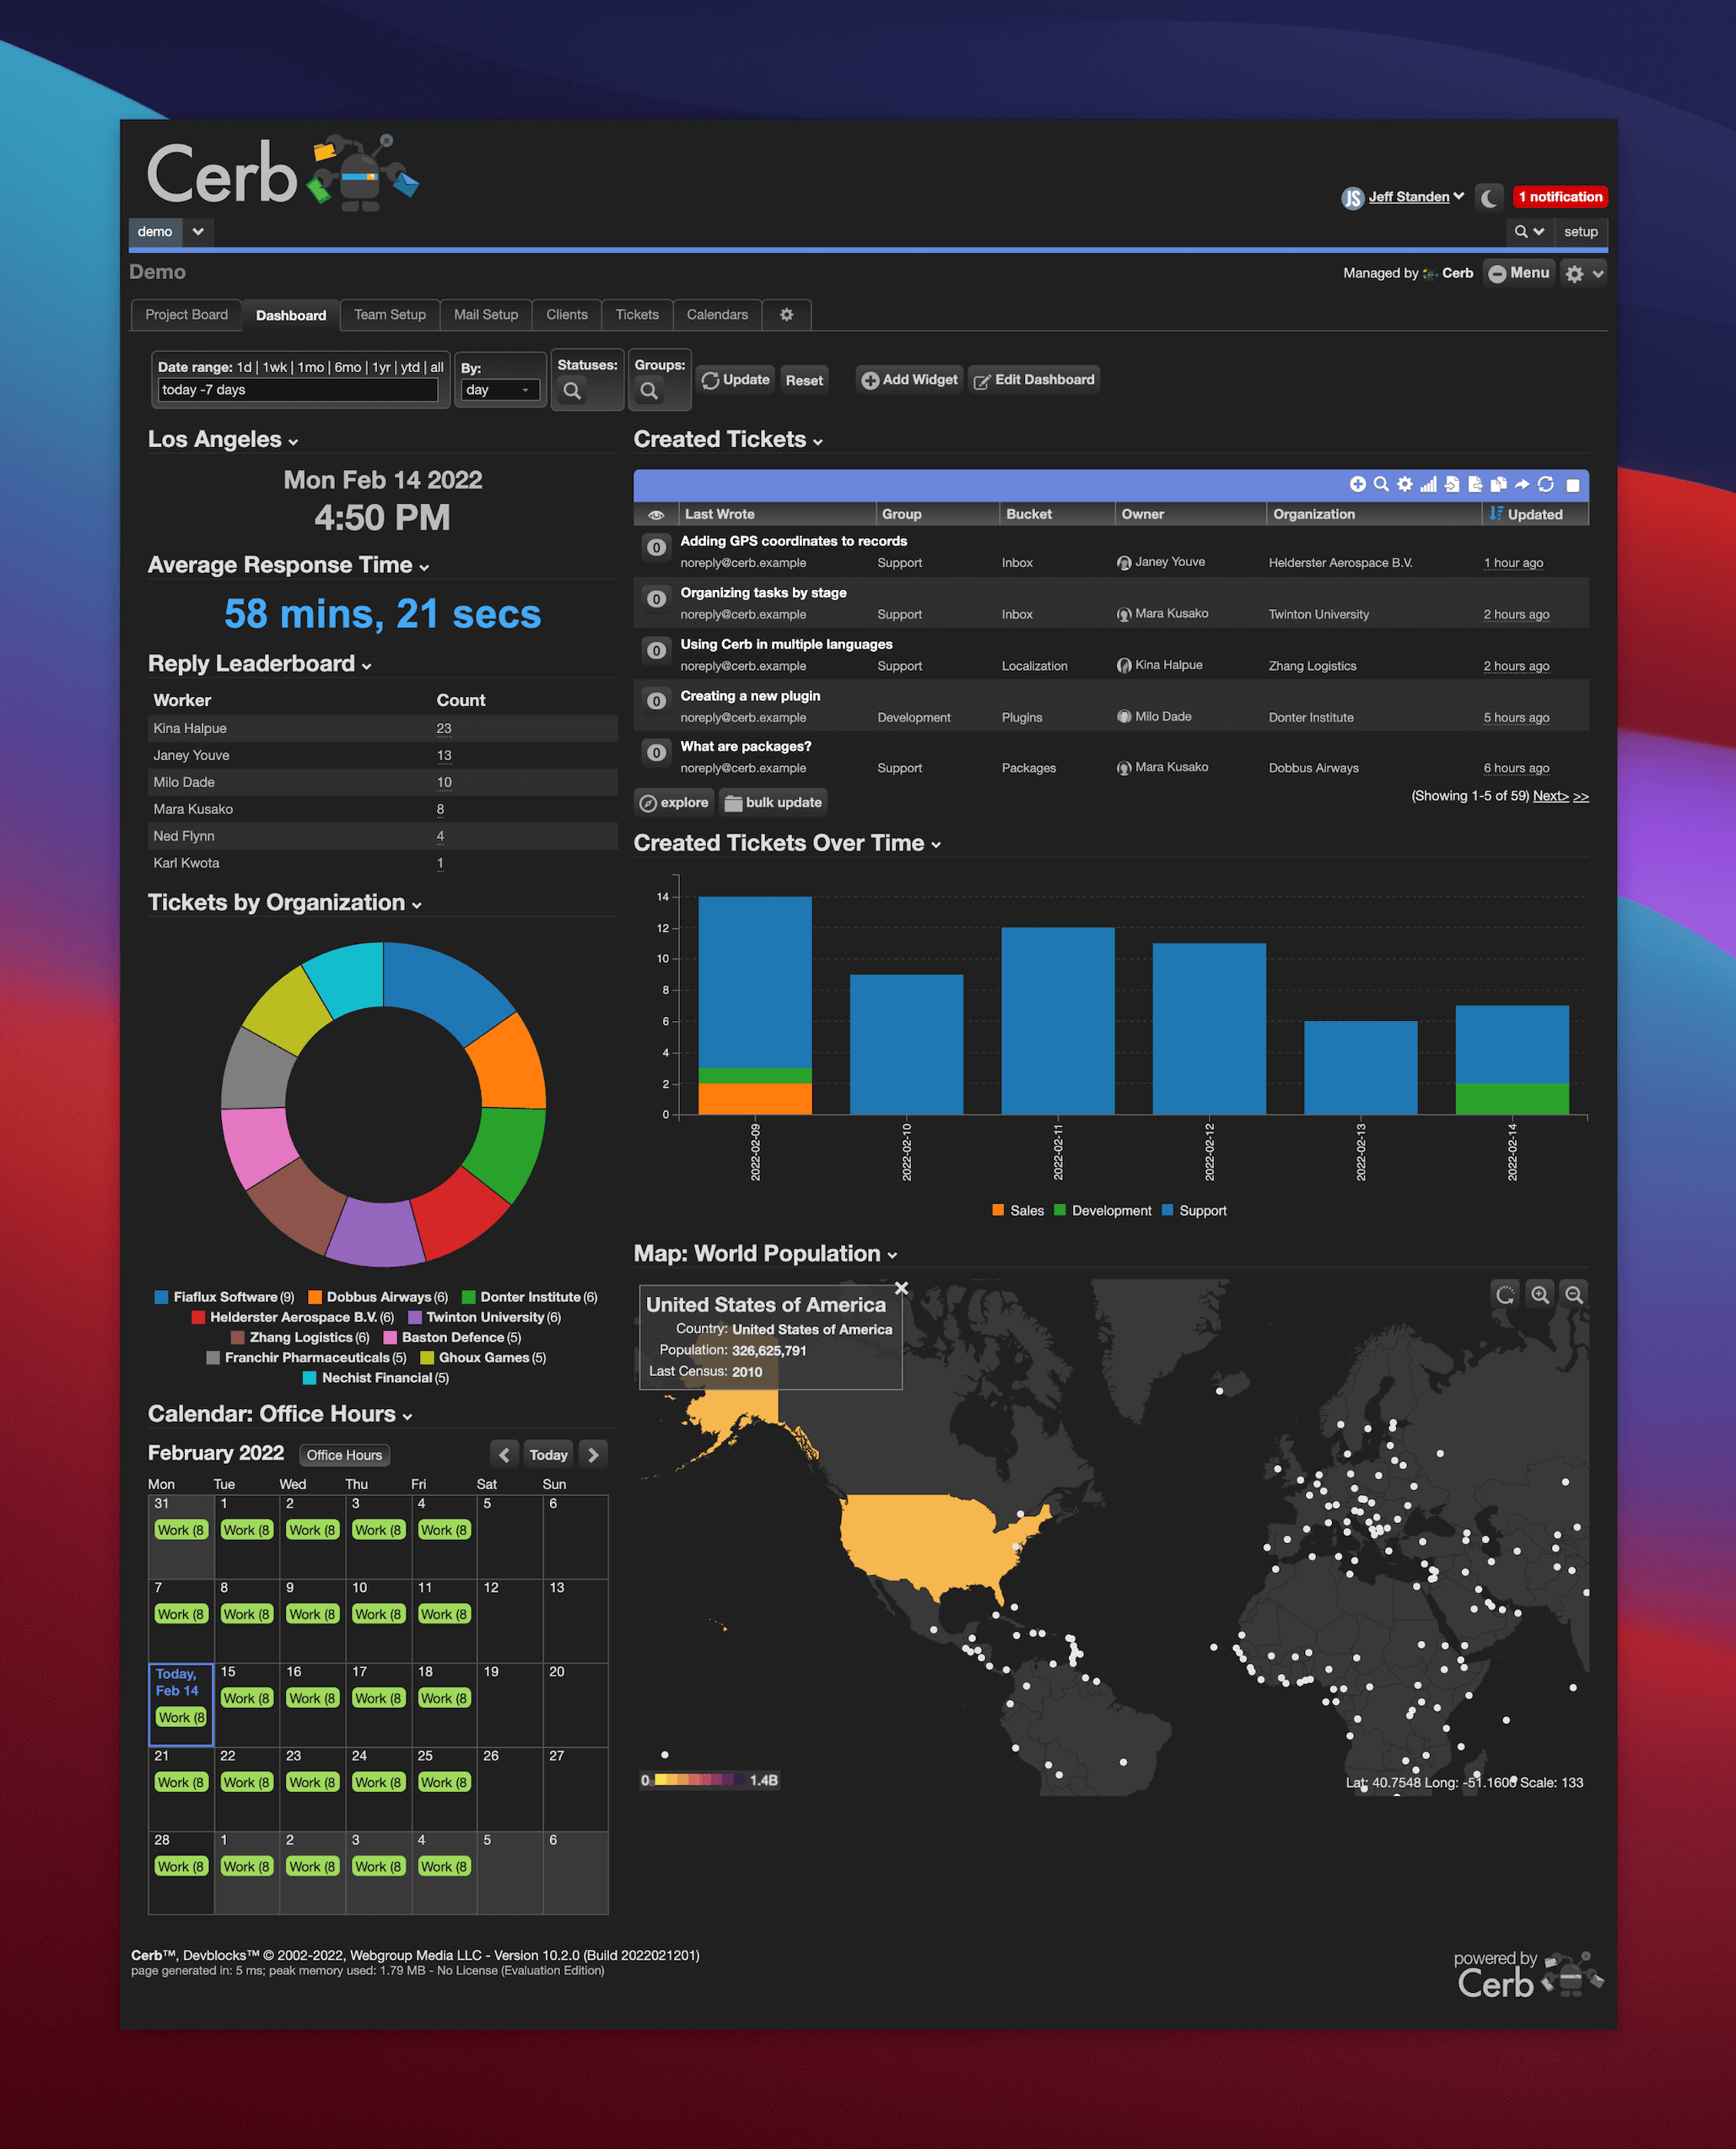 Cerb
JS Jeff Standen 1 notification
demo setup
Demo Managed by Cerb Menu
Project Board Dashboard Team Setup Mail Setup Clients Tickets Calendars
Date range: 1d | 1wk | 1mo | 6mo | 1yr | ytd | all By: Statuses: Groups:
today -7 days day Update Reset Add Widget Edit Dashboard
Los Angeles
Mon Feb 14 2022
4:50 PM
Average Response Time
58 mins, 21 secs
Reply Leaderboard
Worker Count
Kina Halpue 23
Janey Youve 13
Milo Dade 10
Mara Kusako 8
Ned Flynn 4
Karl Kwota 1
Tickets by Organization
Fiaflux Software (9) Dobbus Airways (6) Donter Institute (6)
Helderster Aerospace B.V. (6) Twinton University (6)
Zhang Logistics (6) Baston Defence (5)
Franchir Pharmaceuticals (5) Ghoux Games (5)
Nechist Financial (5)
Calendar: Office Hours
February 2022 Office Hours Today
Mon Tue Wed Thu Fri Sat Sun
31 1 2 3 4 5 6
Work (8 Work (8 Work (8 Work (8 Work (8
7 8 9 10 11 12 13
Work (8 Work (8 Work (8 Work (8 Work (8
Today, Feb 14 15 16 17 18 19 20
Work (8 Work (8 Work (8 Work (8 Work (8
21 22 23 24 25 26 27
Work (8 Work (8 Work (8 Work (8 Work (8
28 1 2 3 4 5 6
Work (8 Work (8 Work (8 Work (8 Work (8
Created Tickets
Last Wrote Group Bucket Owner Organization Updated
0 Adding GPS coordinates to records
noreply@cerb.example Support Inbox Janey Youve Helderster Aerospace B.V. 1 hour ago
0 Organizing tasks by stage
noreply@cerb.example Support Inbox Mara Kusako Twinton University 2 hours ago
0 Using Cerb in multiple languages
noreply@cerb.example Support Localization Kina Halpue Zhang Logistics 2 hours ago
0 Creating a new plugin
noreply@cerb.example Development Plugins Milo Dade Donter Institute 5 hours ago
0 What are packages?
noreply@cerb.example Support Packages Mara Kusako Dobbus Airways 6 hours ago
explore bulk update (Showing 1-5 of 59) Next> >>
Created Tickets Over Time
14
12
10
8
6
4
2
0
2022-02-09 2022-02-10 2022-02-11 2022-02-12 2022-02-13 2022-02-14
Sales Development Support
Map: World Population
United States of America
Country: United States of America
Population: 326,625,791
Last Census: 2010
0 1.4B
Lat: 40.7548 Long: -51.1600 Scale: 133
Cerb™, Devblocks™ © 2002-2022, Webgroup Media LLC - Version 10.2.0 (Build 2022021201)
page generated in: 5 ms; peak memory used: 1.79 MB - No License (Evaluation Edition)
powered by
Cerb